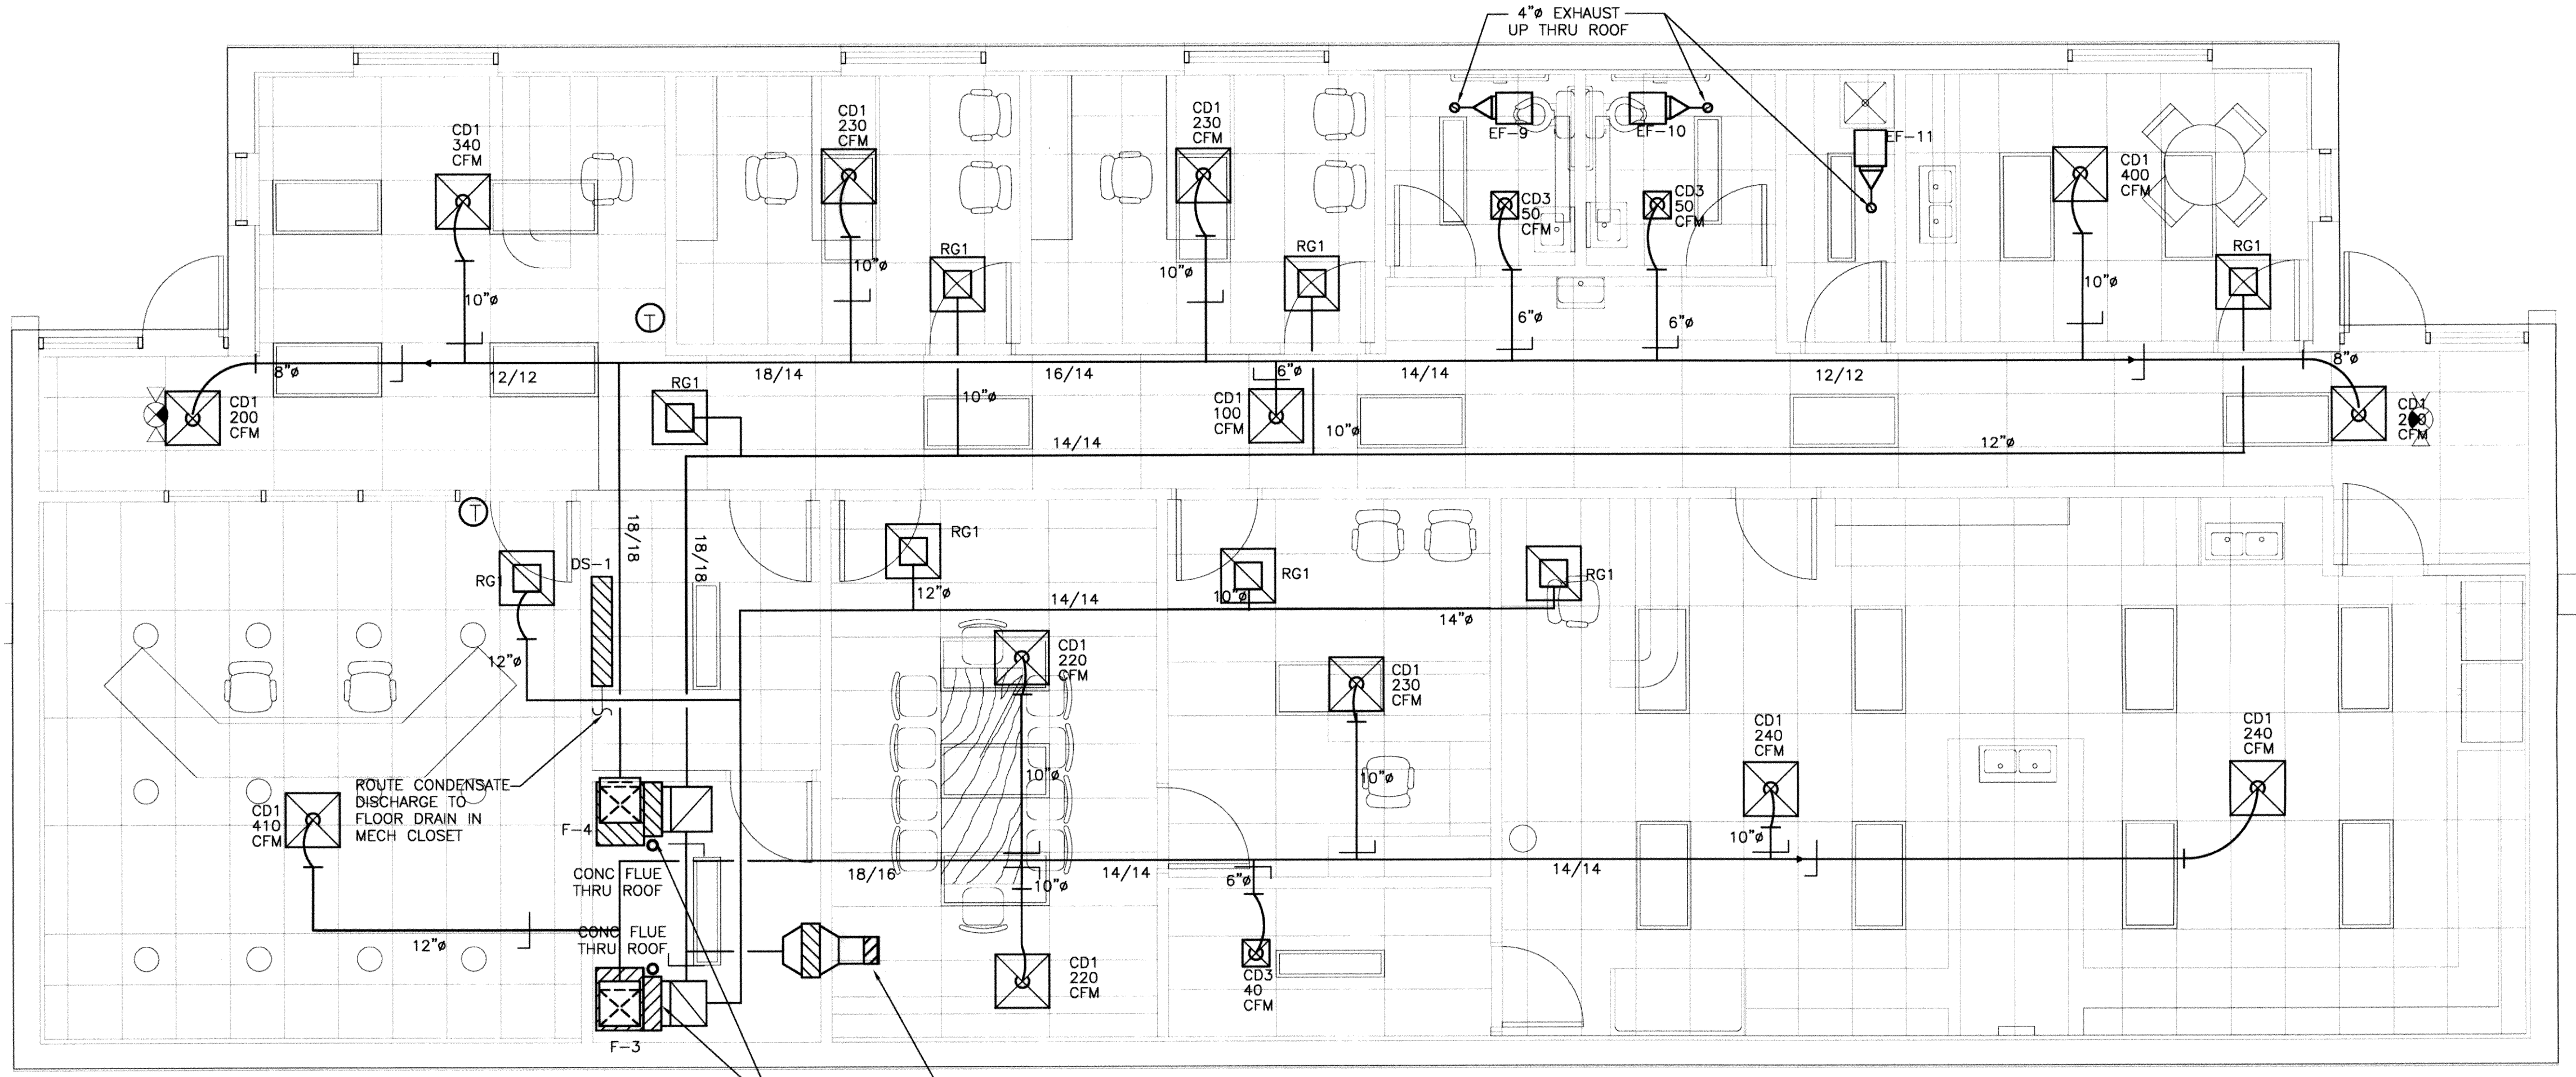 4"ø EXHAUST
UP THRU ROOF
CD1
340
CFM
CD1
230
CFM
CD1
230
CFM
EF-9
EF-10
EF-11
CD1
400
CFM
CD3
50
CFM
CD3
50
CFM
RG1
RG1
RG1
10"ø
10"ø
10"ø
10"ø
6"ø
6"ø
8"ø
12/12
18/14
16/14
6"ø
14/14
12/12
8"ø
CD1
200
CFM
RG1
10"ø
CD1
100
CFM
10"ø
CD1
CFM
14/14
12"ø
18/18
18/18
RG1
DS-1
RG1
RG1
RG1
12"ø
14/14
10"ø
14"ø
12"ø
CD1
220
CFM
CD1
230
CFM
CD1
240
CFM
CD1
240
CFM
ROUTE CONDENSATE
DISCHARGE TO
FLOOR DRAIN IN
MECH CLOSET
CD1
410
CFM
10"ø
10"ø
F-4
10"ø
CONC FLUE
THRU ROOF
18/16
10"ø
14/14
6"ø
14/14
CONC FLUE
THRU ROOF
12"ø
CD1
220
CFM
CD3
40
CFM
F-3
T
T